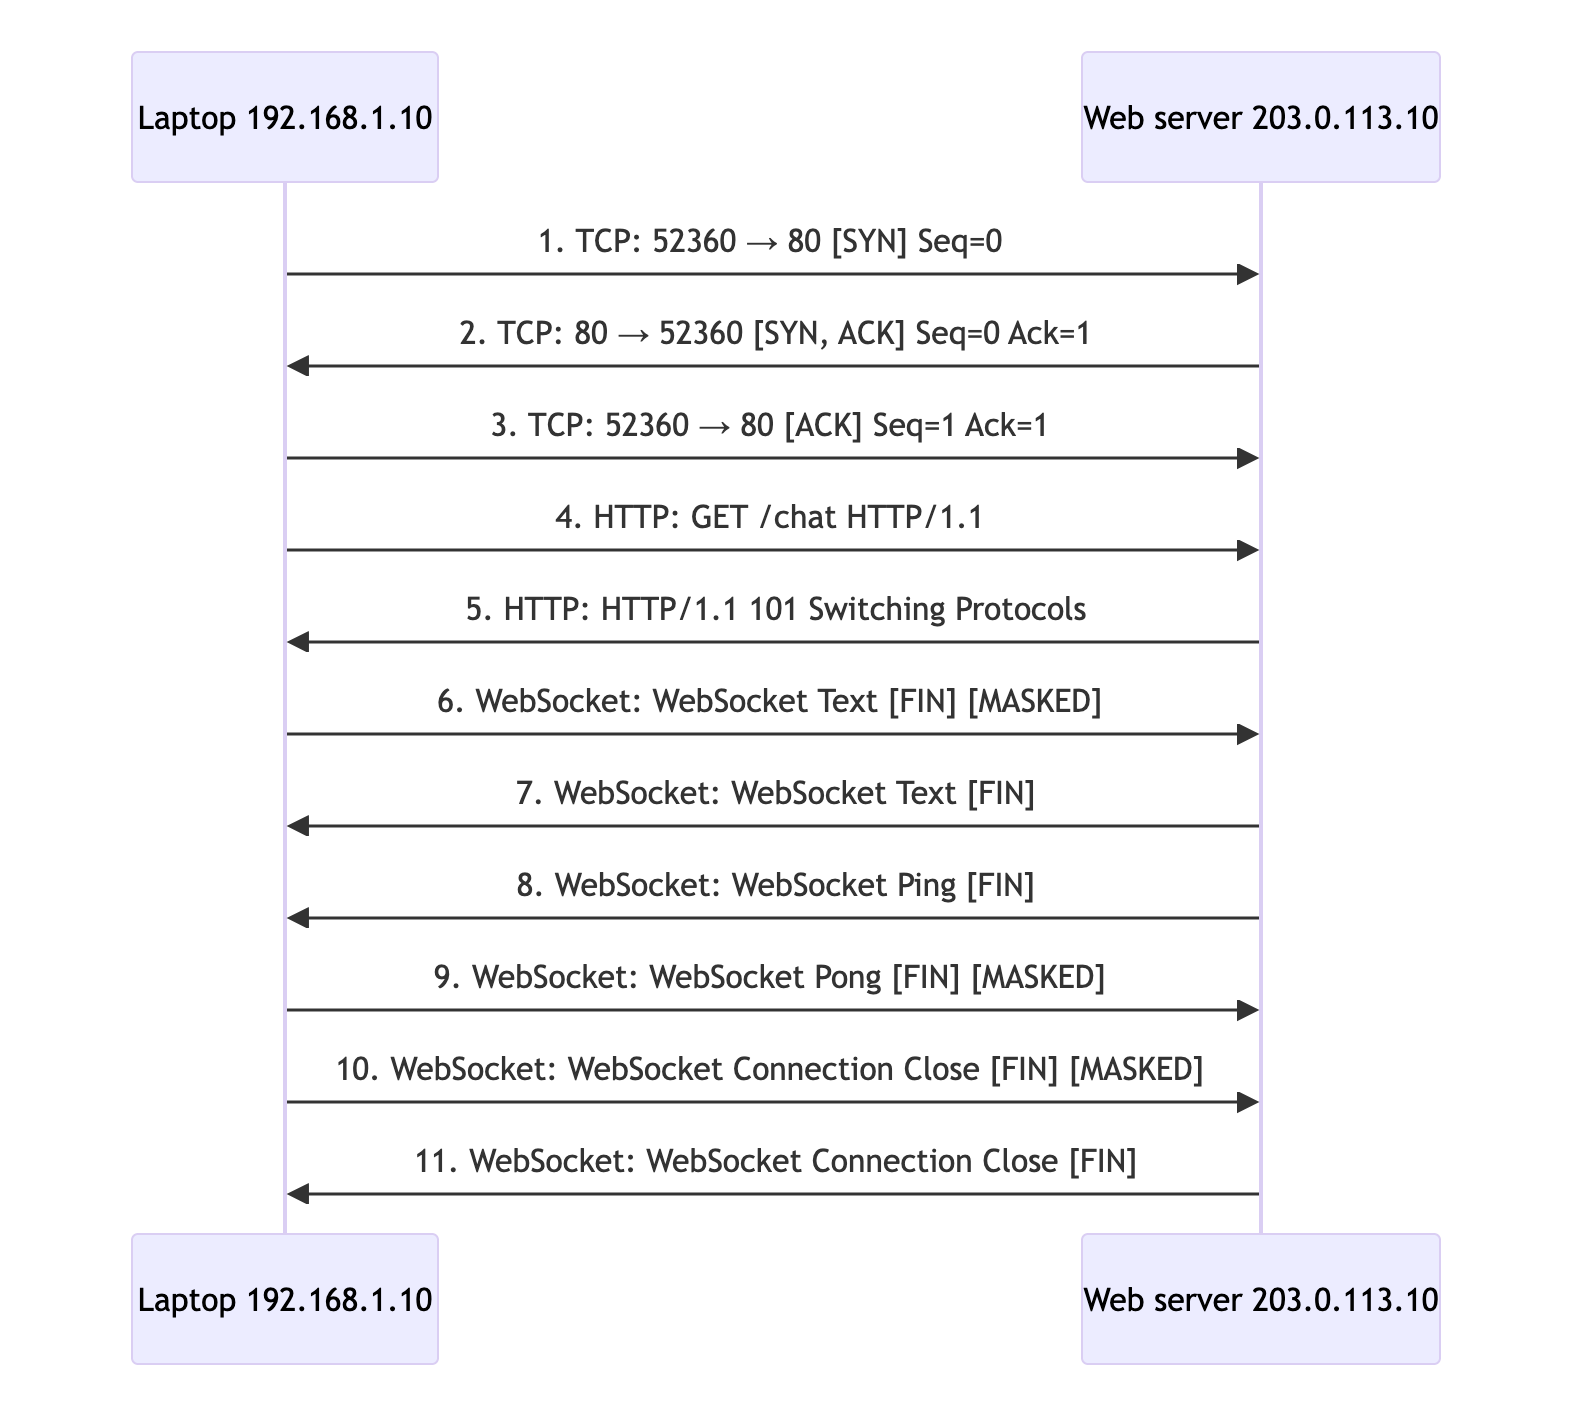 Laptop 192.168.1.10
Web server 203.0.113.10
1. TCP: 52360 → 80 [SYN] Seq=0
2. TCP: 80 → 52360 [SYN, ACK] Seq=0 Ack=1
3. TCP: 52360 → 80 [ACK] Seq=1 Ack=1
4. HTTP: GET /chat HTTP/1.1
5. HTTP: HTTP/1.1 101 Switching Protocols
6. WebSocket: WebSocket Text [FIN] [MASKED]
7. WebSocket: WebSocket Text [FIN]
8. WebSocket: WebSocket Ping [FIN]
9. WebSocket: WebSocket Pong [FIN] [MASKED]
10. WebSocket: WebSocket Connection Close [FIN] [MASKED]
11. WebSocket: WebSocket Connection Close [FIN]
Laptop 192.168.1.10
Web server 203.0.113.10